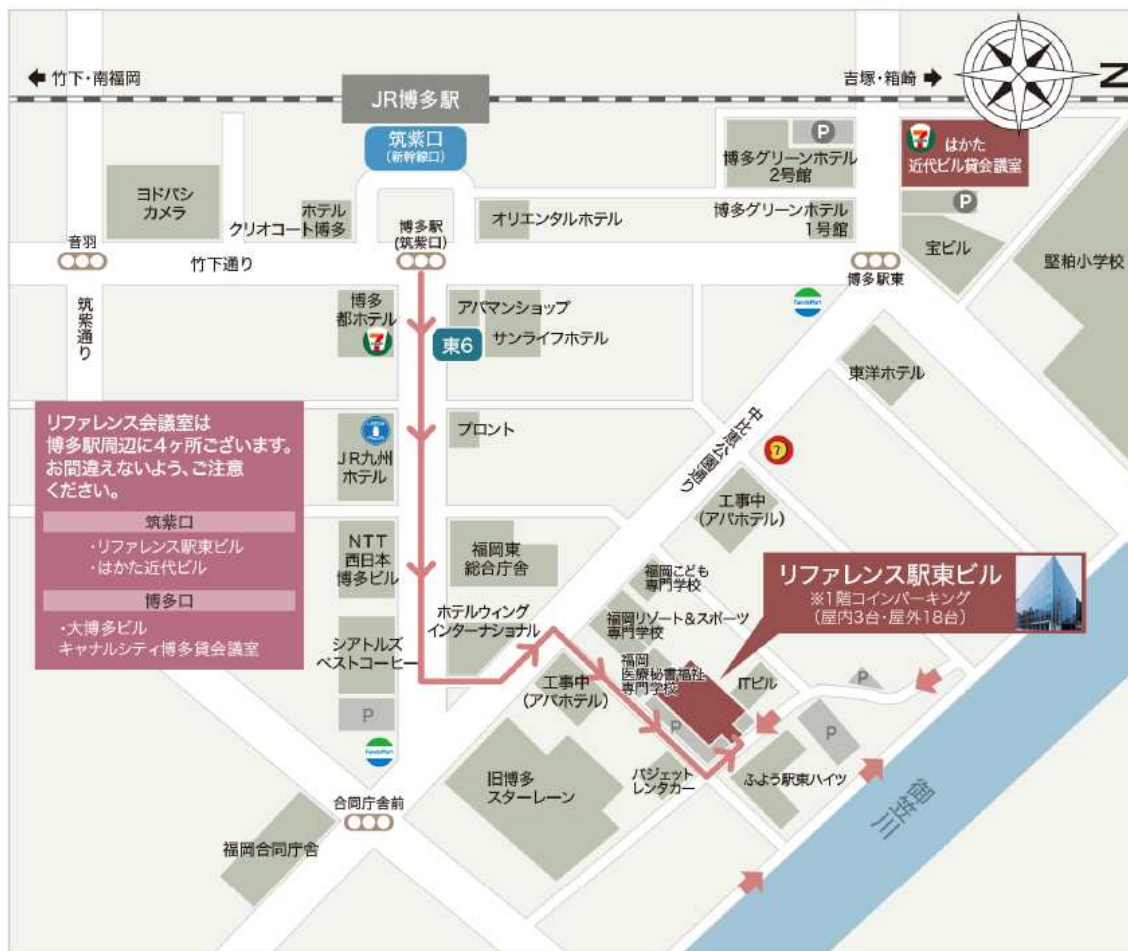 竹下・南福岡
JR博多駅
吉塚・箱崎
N
筑紫口
(新幹線口)
P
博多グリーンホテル
2号館
はかた
近代ビル貸会議室
P
ヨドバシ
カメラ
ホテル
クリオコート博多
博多駅
(筑紫口)
オリエンタルホテル
博多グリーンホテル
1号館
宝ビル
堅粕小学校
音羽
竹下通り
博多駅東
筑紫通り
博多
都ホテル
アパマンショップ
東6
サンライフホテル
FamilyMart
東洋ホテル
リファレンス会議室は
博多駅周辺に4ヶ所ございます。
お間違えないよう、ご注意
ください。
筑紫口
・リファレンス駅東ビル
・はかた近代ビル
博多口
・大博多ビル
キャナルシティ博多貸会議室
JR九州
ホテル
プロント
中比恵公園通り
工事中
(アパホテル)
NTT
西日本
博多ビル
福岡東
総合庁舎
福岡こども
専門学校
リファレンス駅東ビル
※1階コインパーキング
(屋内3台・屋外18台)
ホテルウィング
インターナショナル
福岡リゾート&スポーツ
専門学校
シアトルズ
ベストコーヒー
福岡
医療秘書福祉
専門学校
ITビル
P
工事中
(アパホテル)
P
P
P
FamilyMart
旧博多
スターレーン
バジェット
レンタカー
ふよう駅東ハイツ
御笠川
合同庁舎前
福岡合同庁舎